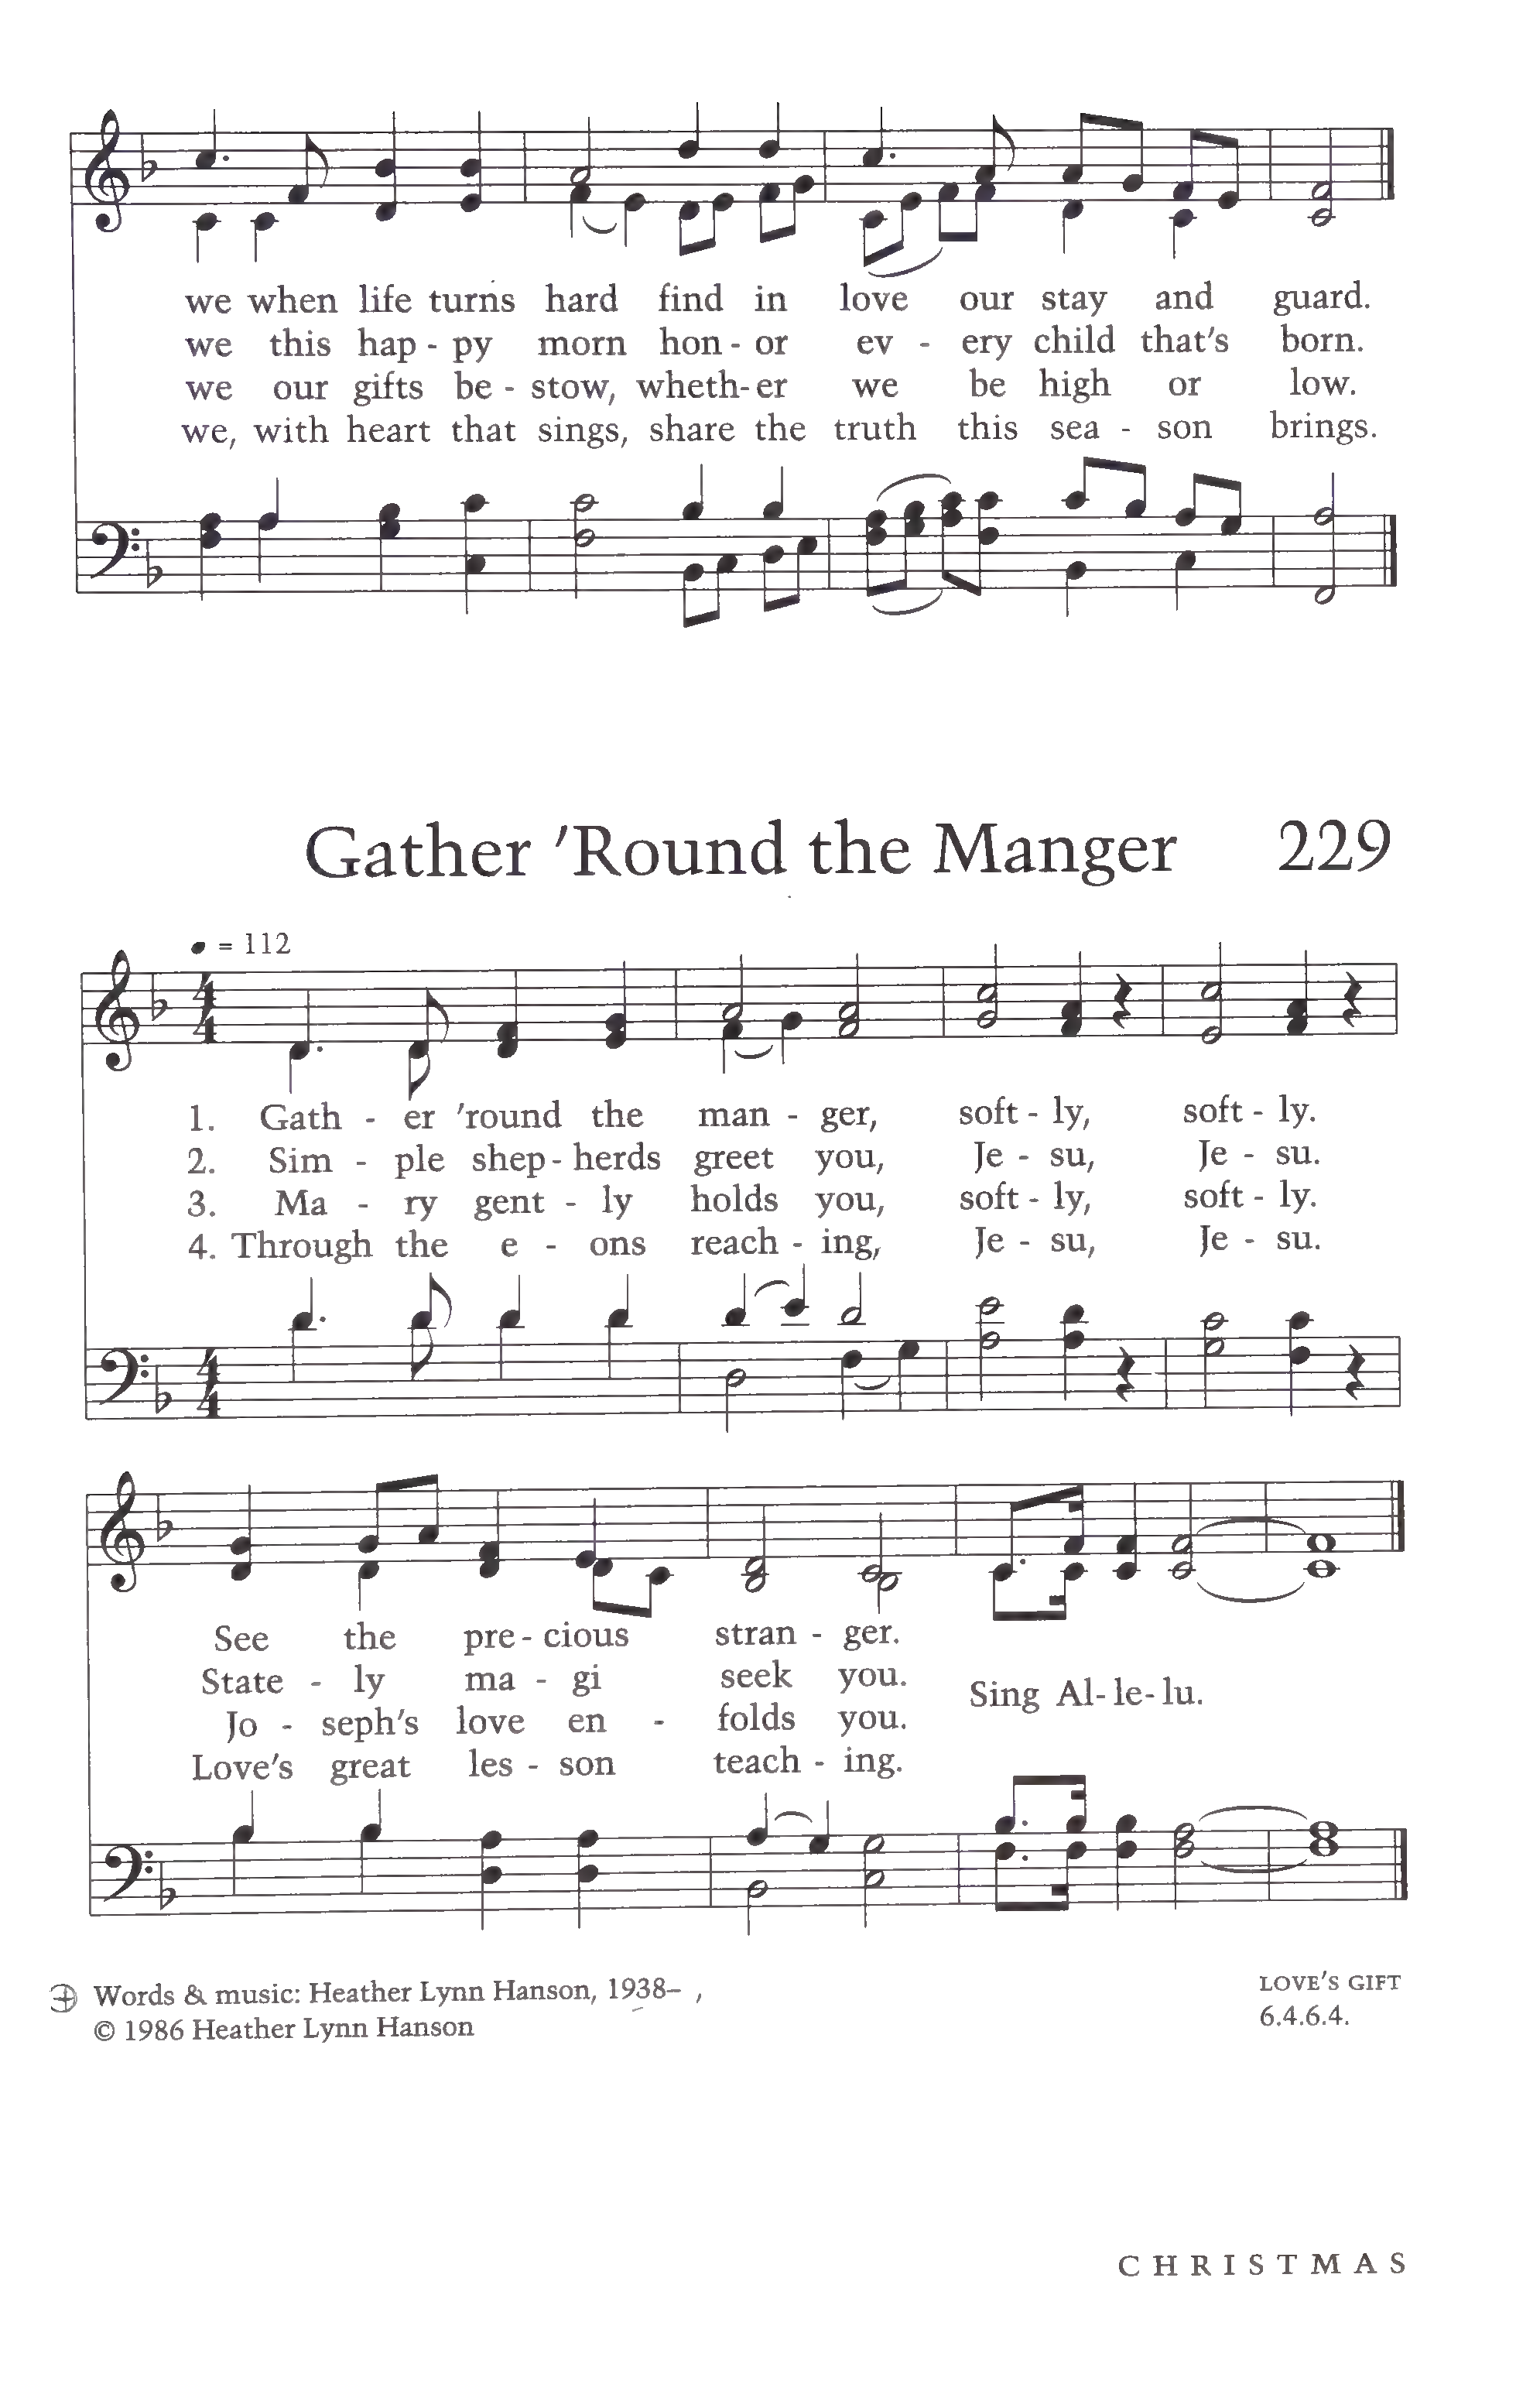 we when life turns hard find in love our stay and guard.
we this hap - py morn hon - or ev - ery child that's born.
we our gifts be - stow, wheth - er we be high or low.
we, with heart that sings, share the truth this sea - son brings.
Gather 'Round the Manger 229
♩ = 112
4/4
1. Gath - er 'round the man - ger, soft - ly, soft - ly.
2. Sim - ple shep - herds greet you, Je - su, Je - su.
3. Ma - ry gent - ly holds you, soft - ly, soft - ly.
4. Through the e - ons reach - ing, Je - su, Je - su.
4/4
See the pre - cious stran - ger.
State - ly ma - gi seek you.
Sing Al - le - lu.
Jo - seph's love en - folds you.
Love's great les - son teach - ing.
Words & music: Heather Lynn Hanson, 1938– ,
© 1986 Heather Lynn Hanson
LOVE'S GIFT
6.4.6.4.
CHRISTMAS